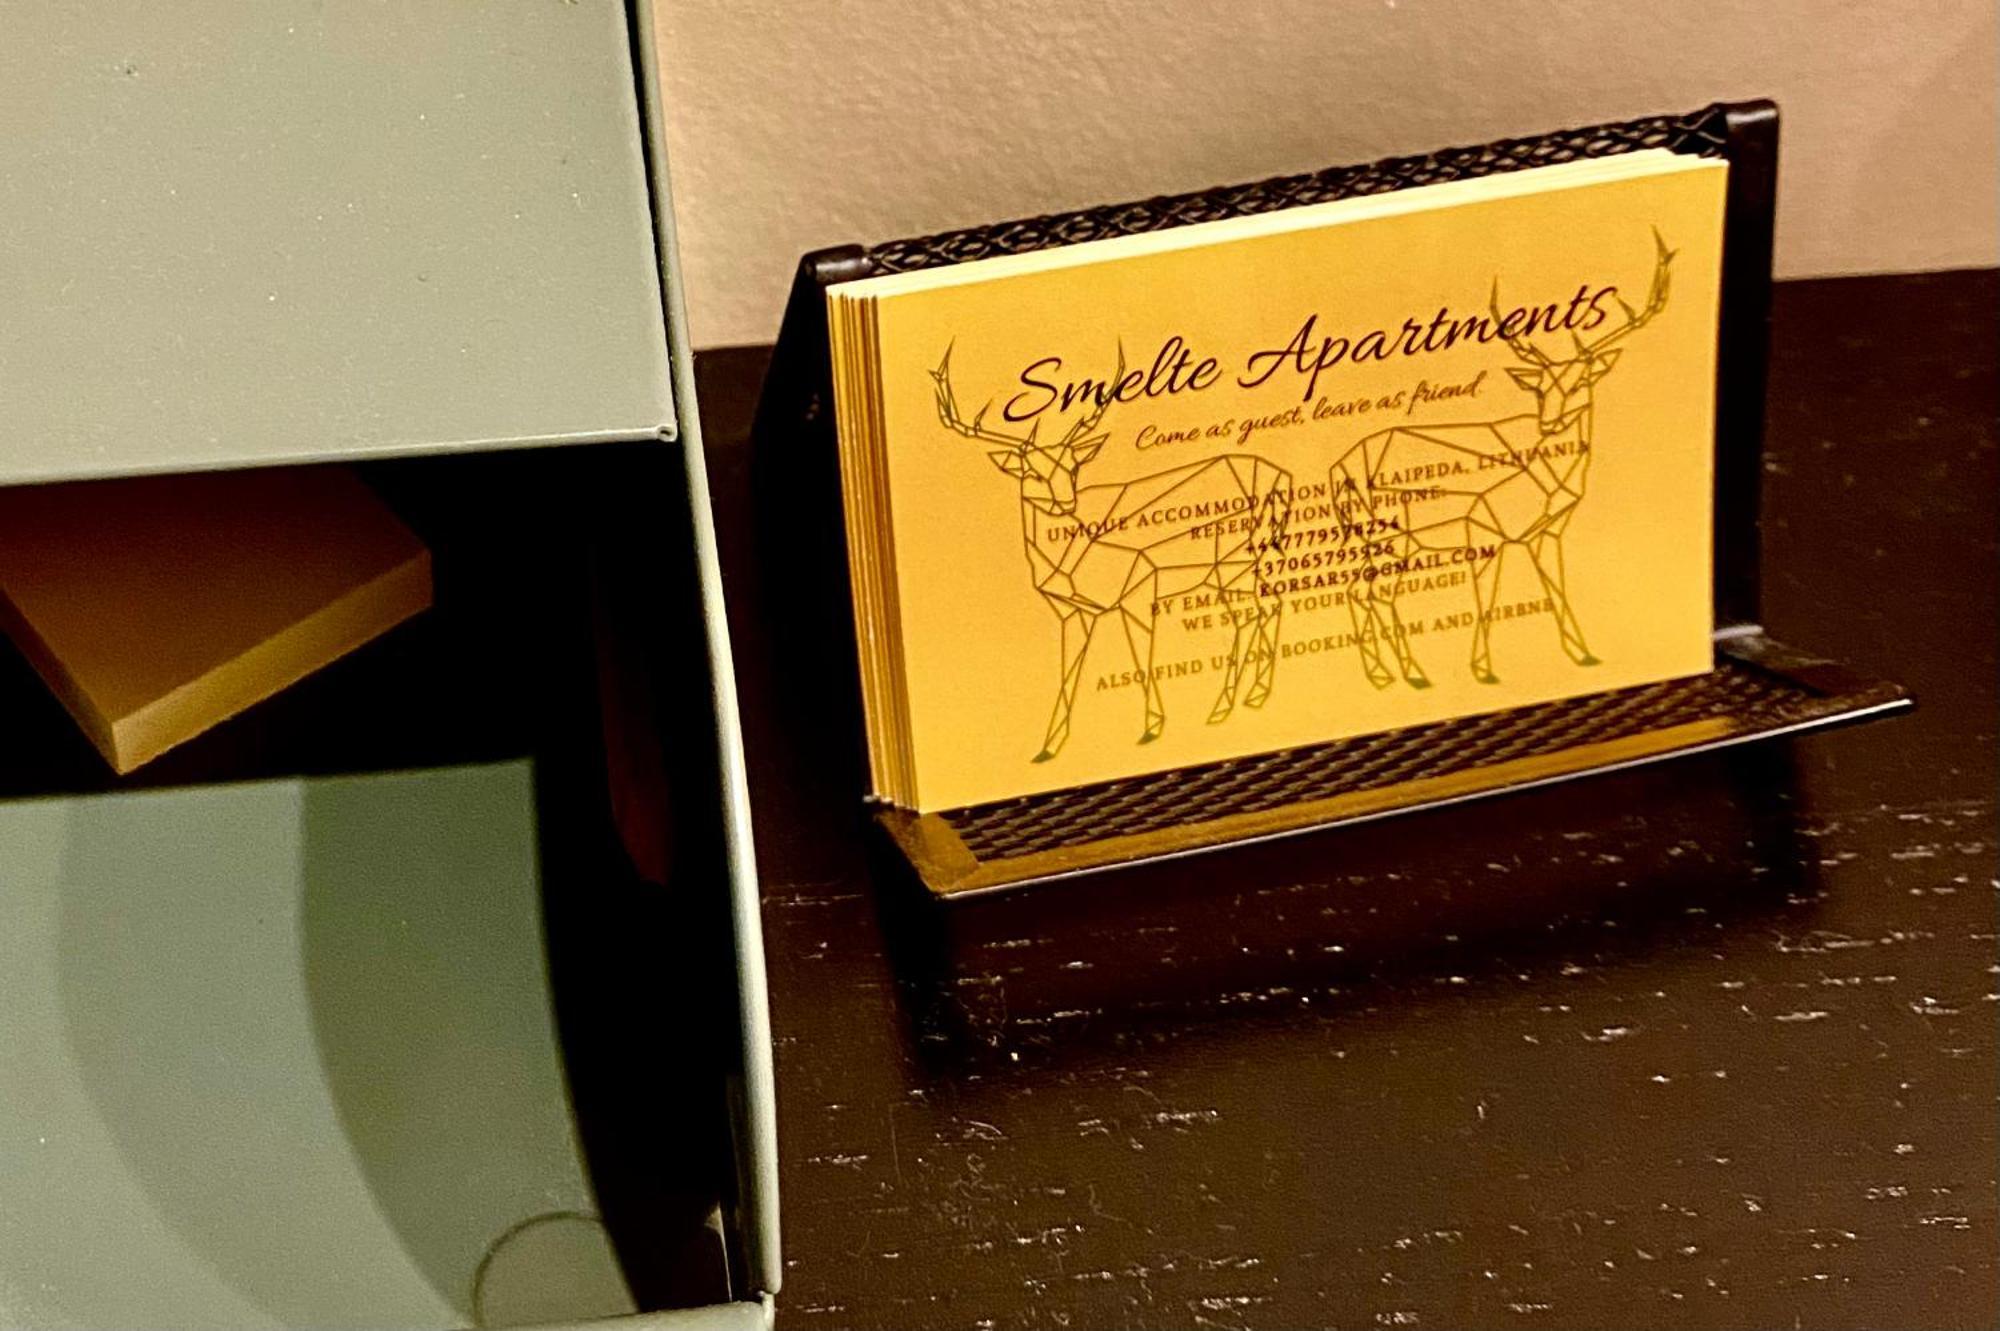 Smelte Apartments
Come as guest, leave as friend.
UNIQUE ACCOMMODATION IN KLAIPEDA, LITHUANIA
RESERVATION BY PHONE:
+447779578254
+37065795926
BY EMAIL: KORSAR55@GMAIL.COM
WE SPEAK YOUR LANGUAGE!
ALSO FIND US ON BOOKING.COM AND AIRBNB